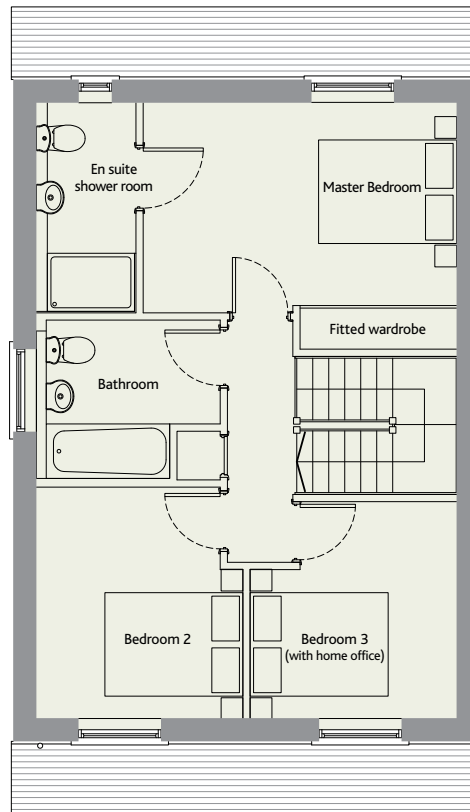 En suite
shower room
Master Bedroom
Fitted wardrobe
Bathroom
Bedroom 2
Bedroom 3
(with home office)